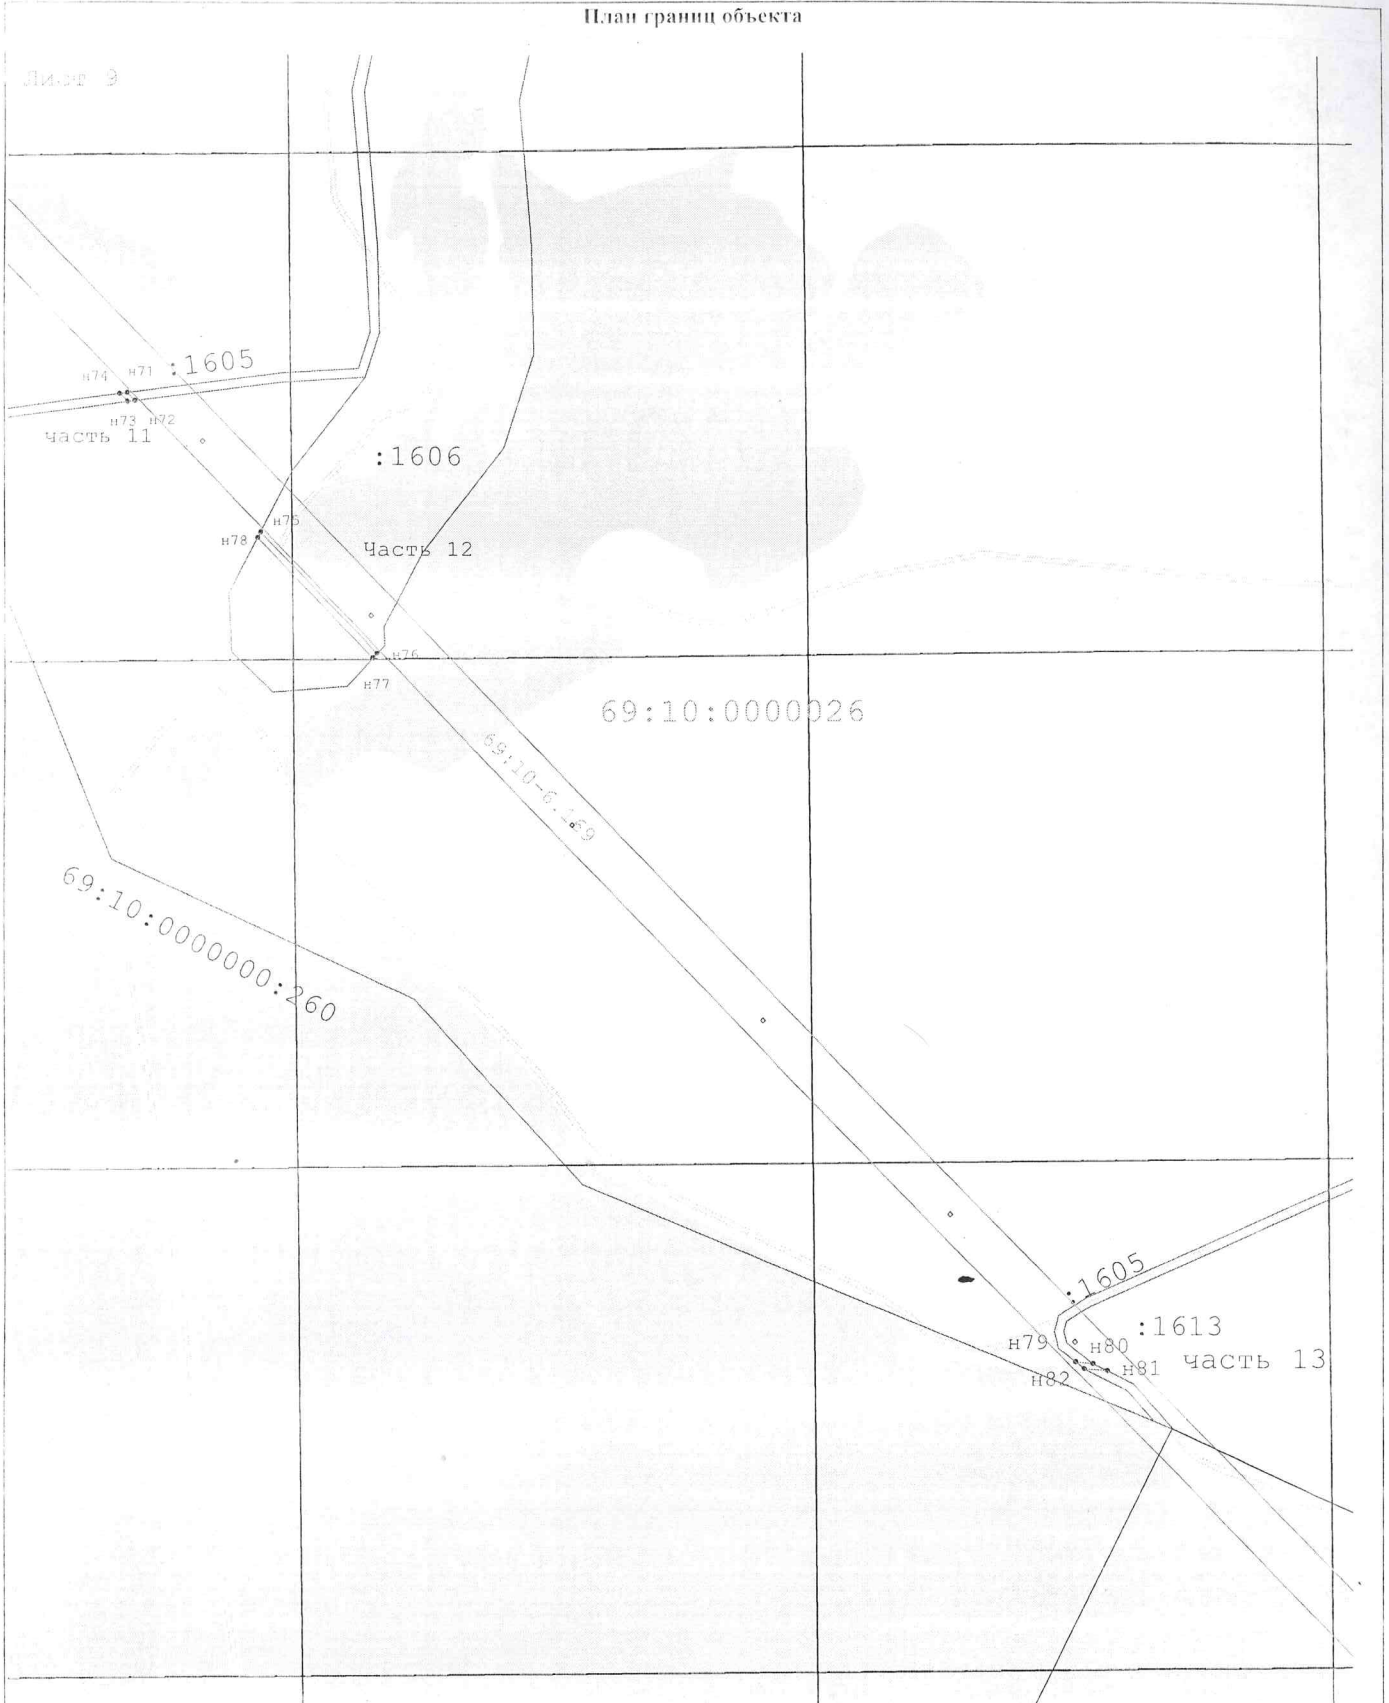 План границ объекта
Лист 9
:1605
н74 н71
н73 н72
часть 11
:1606
н75
н78
Часть 12
н76
н77
69:10:0000026
69:10-6.169
69:10:0000000:260
:1605
:1613
н79 н80
часть 13
н82 н81